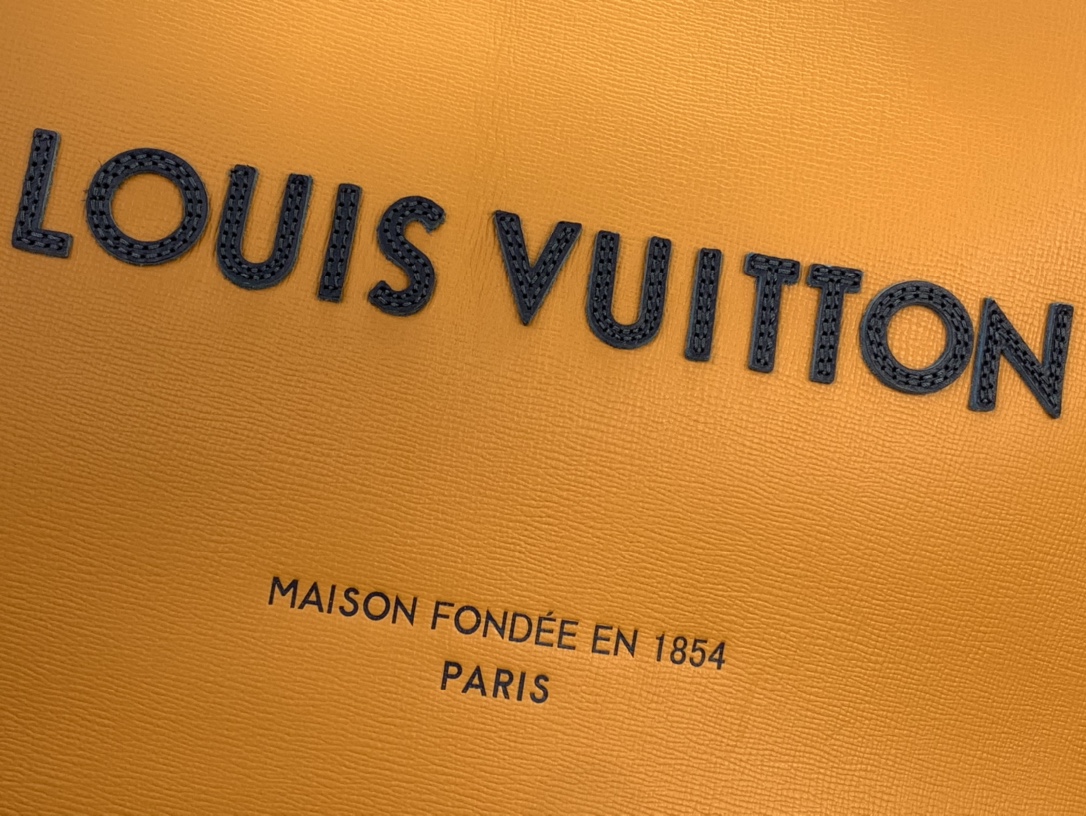 LOUIS VUITTON
MAISON FONDÉE EN 1854
PARIS